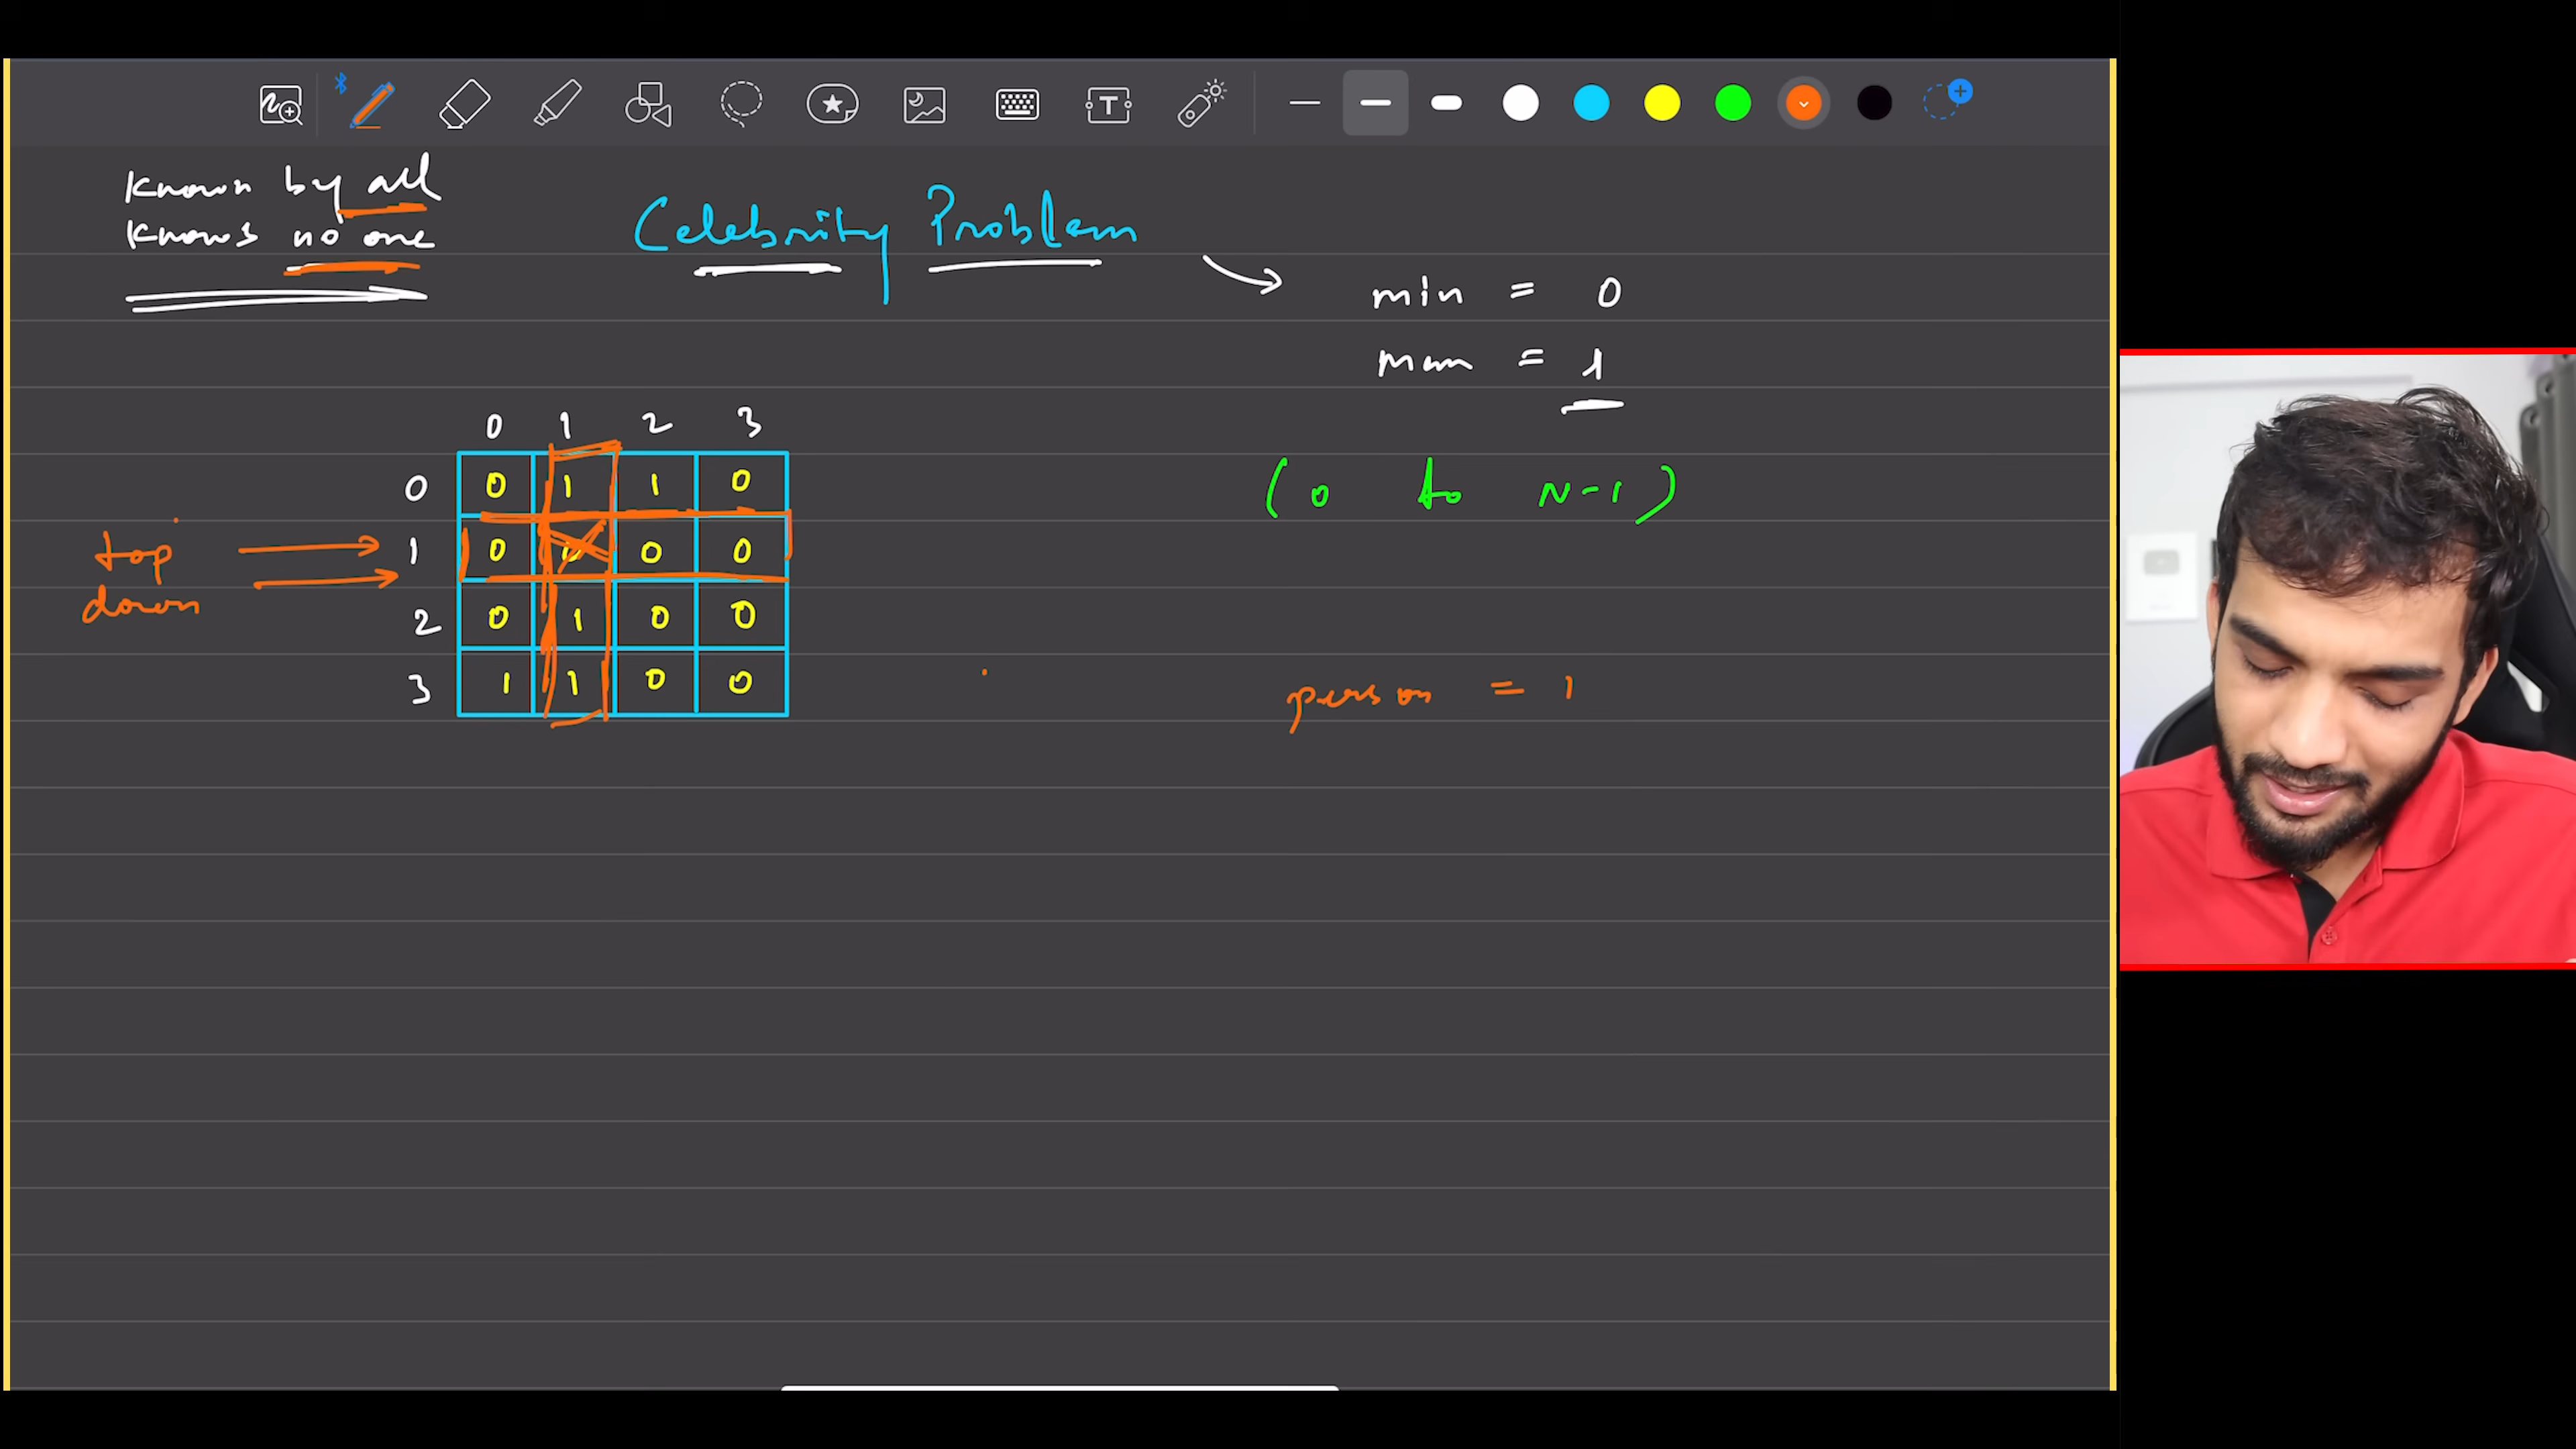 Known by all
Knows no one
Celebrity Problem
min = 0
max = 1
0 1 2 3
0 0 1 1 0
(0 to N-1)
top
down
1 0 0 0 0
2 0 1 0 0
3 1 1 0 0
person = 1